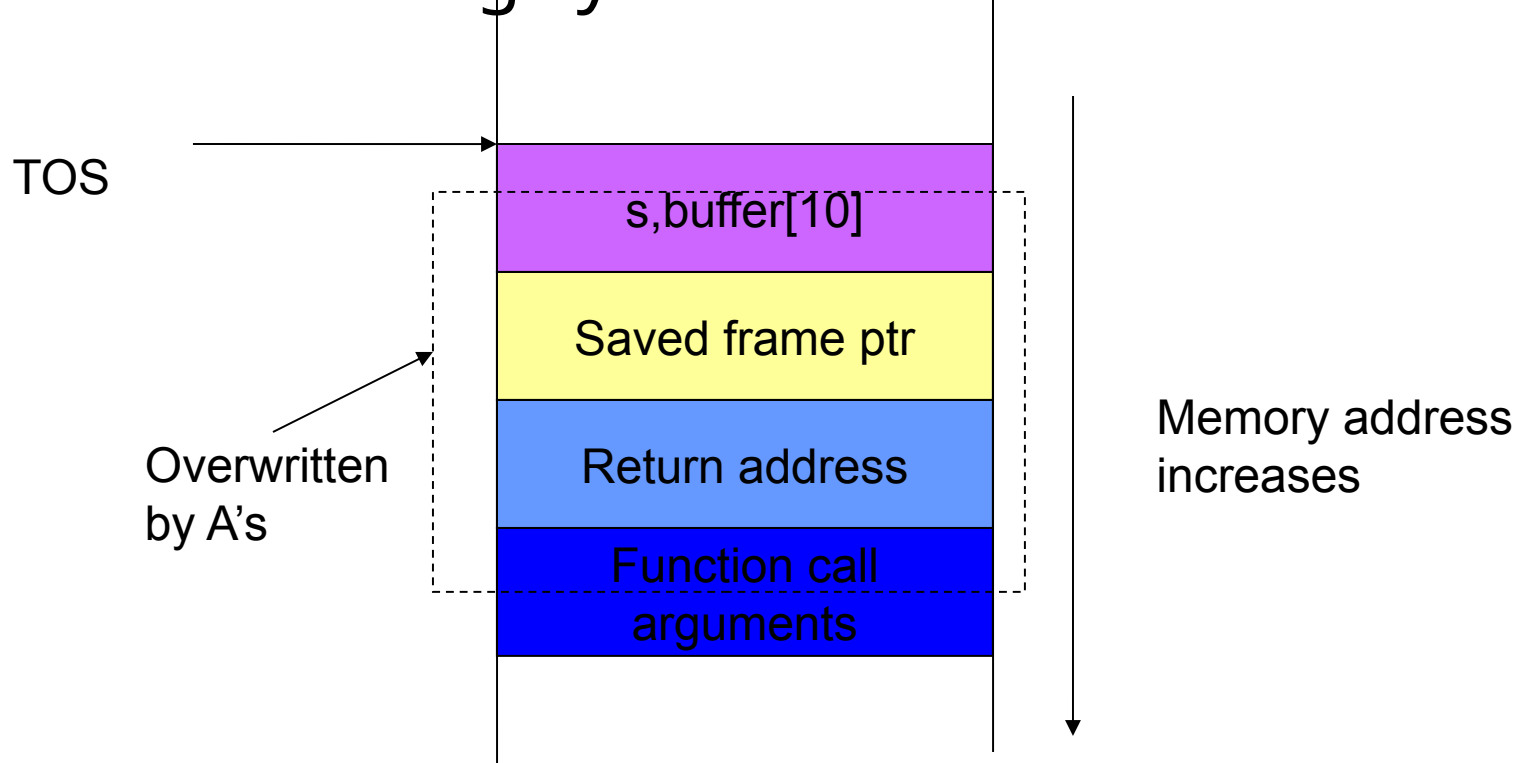 TOS
s,buffer[10]
Saved frame ptr
Return address
Function call
arguments
Overwritten
by A’s
Memory address
increases